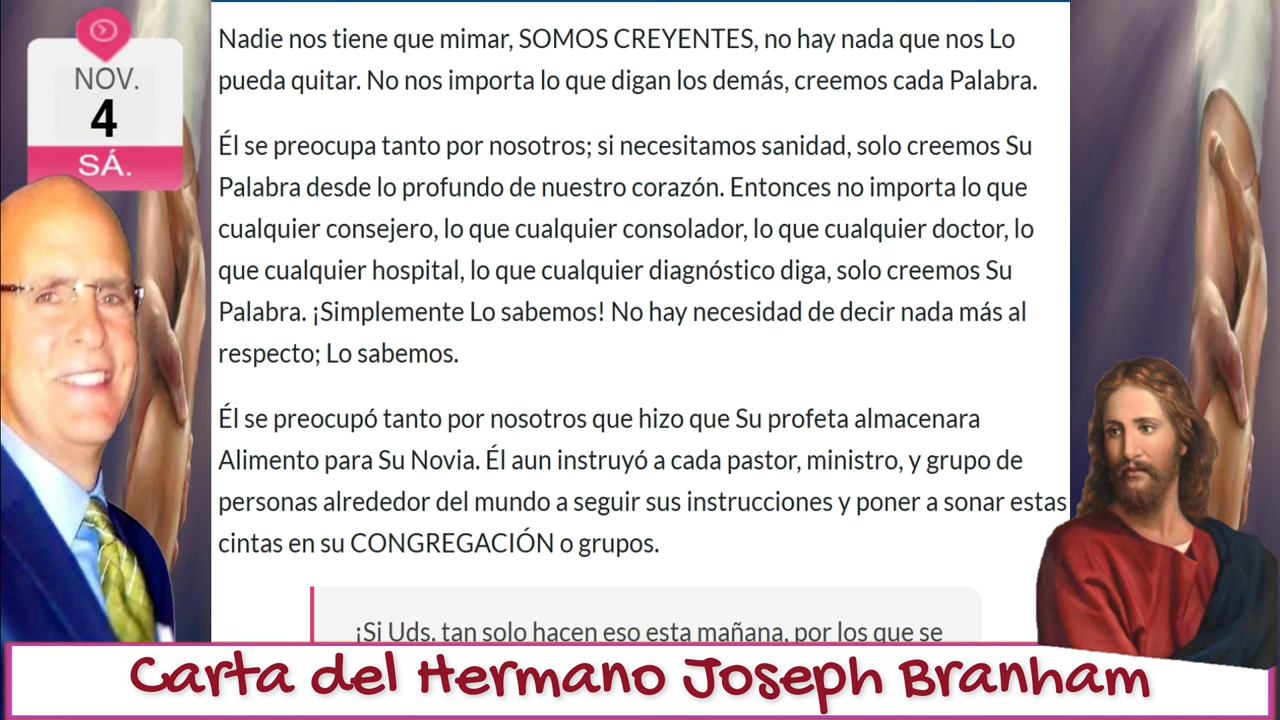 NOV.
4
SÁ.
Nadie nos tiene que mimar, SOMOS CREYENTES, no hay nada que nos Lo
pueda quitar. No nos importa lo que digan los demás, creemos cada Palabra.
Él se preocupa tanto por nosotros; si necesitamos sanidad, solo creemos Su
Palabra desde lo profundo de nuestro corazón. Entonces no importa lo que
cualquier consejero, lo que cualquier consolador, lo que cualquier doctor, lo
que cualquier hospital, lo que cualquier diagnóstico diga, solo creemos Su
Palabra. ¡Simplemente Lo sabemos! No hay necesidad de decir nada más al
respecto; Lo sabemos.
Él se preocupó tanto por nosotros que hizo que Su profeta almacenara
Alimento para Su Novia. Él aun instruyó a cada pastor, ministro, y grupo de
personas alrededor del mundo a seguir sus instrucciones y poner a sonar estas
cintas en su CONGREGACIÓN o grupos.
¡Si Uds. tan solo hacen eso esta mañana, por los que se
Carta del Hermano Joseph Branham